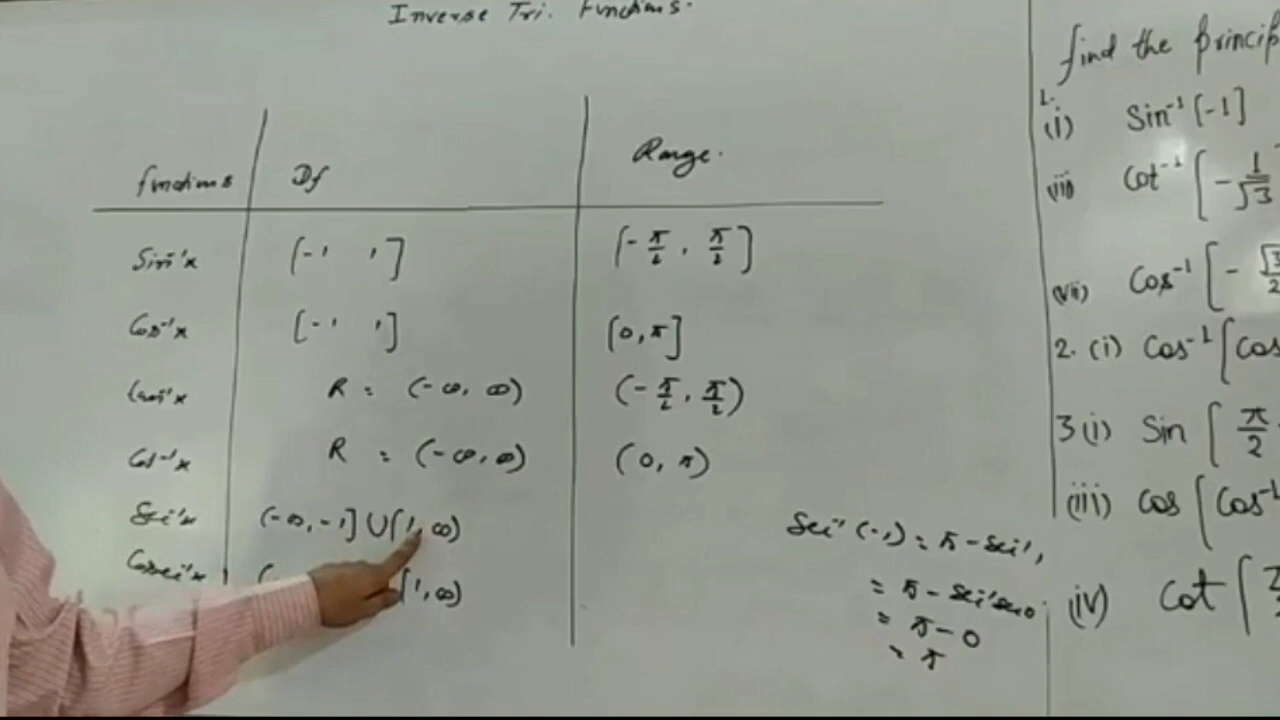 Inverse Tri. Functions.
functions Df Range.
Sin⁻¹x [-1 1] [-π/2, π/2]
Cos⁻¹x [-1 1] [0, π]
tan⁻¹x R = (-∞, ∞) (-π/2, π/2)
Cot⁻¹x R = (-∞, ∞) (0, π)
Sec⁻¹x (-∞, -1] ∪ [1, ∞)
Cosec⁻¹x ( [1, ∞)
Sec⁻¹(-1) = π - sec⁻¹1,
= π - sec⁻¹sec0
= π - 0
= π
find the
1.
(i) Sin⁻¹[-1]
(iii) Cot⁻¹[-1/√3
(vii) Cos⁻¹[-√3/2
2. (i) Cos⁻¹[cos
3 (i) Sin [π/2
(iii) cos [cos⁻¹
(iv) cot [